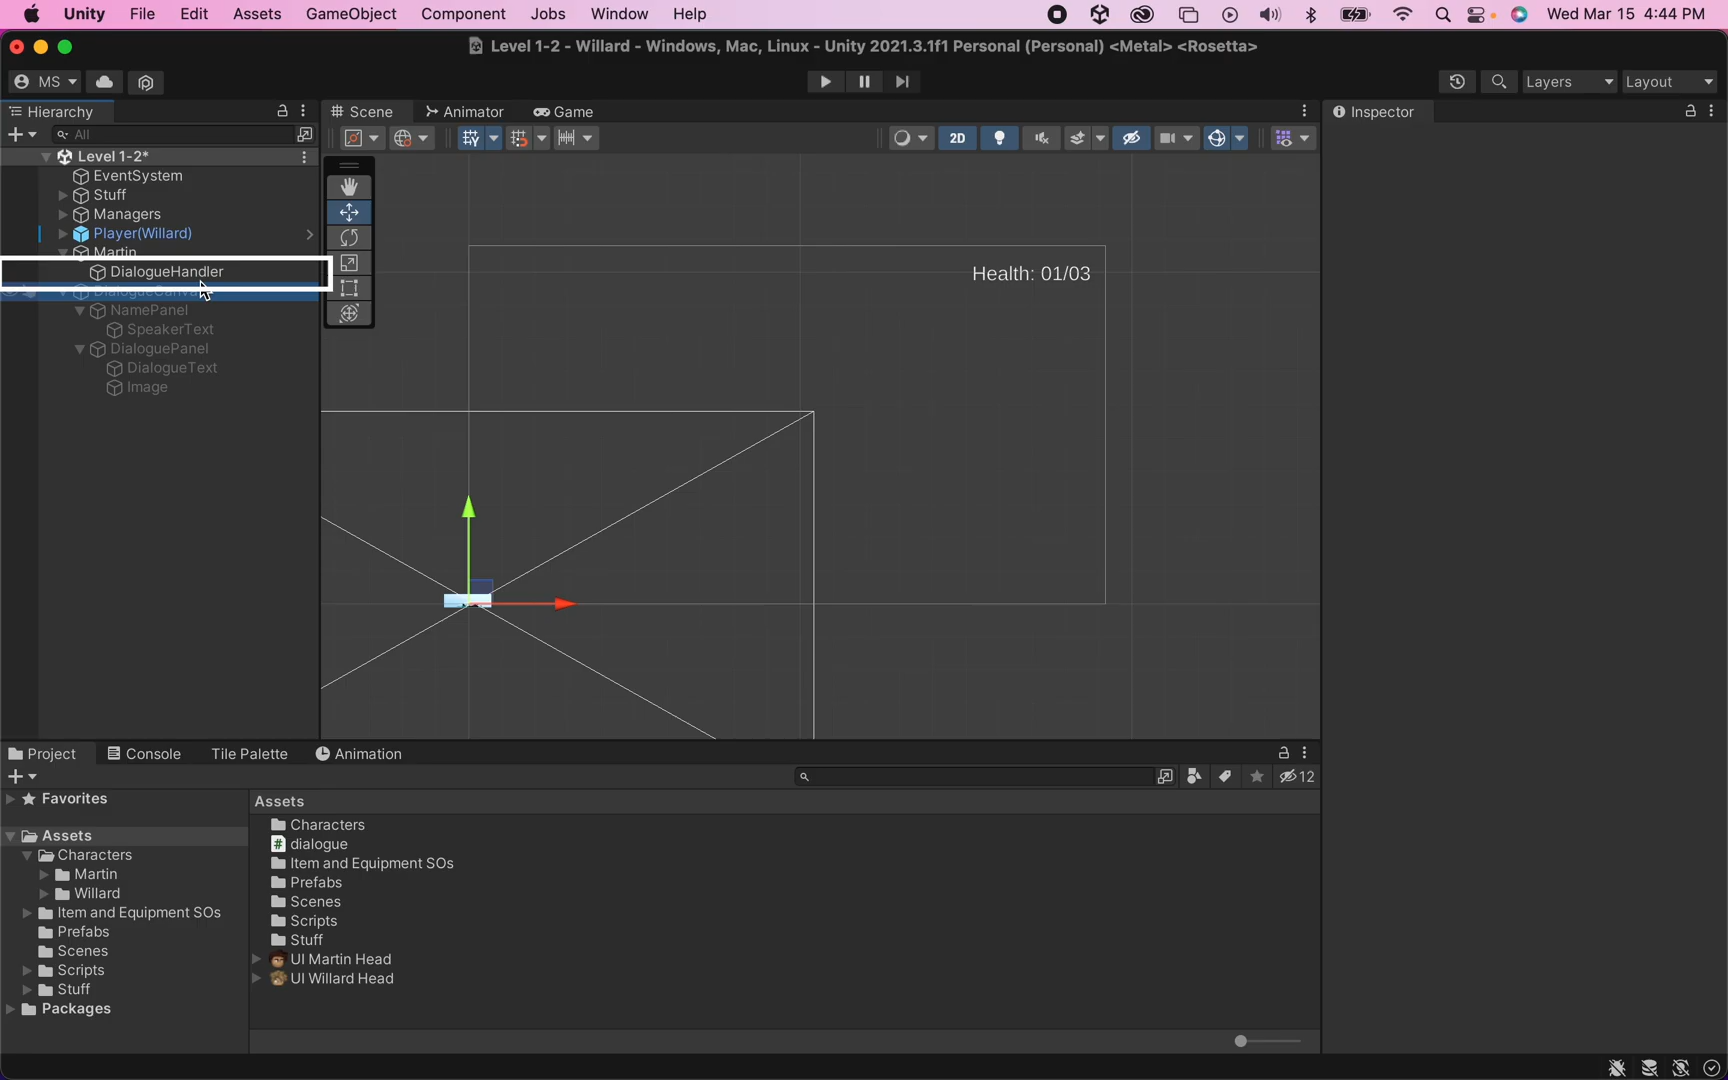 Unity File Edit Assets GameObject Component Jobs Window Help Wed Mar 15 4:44 PM
Level 1-2 - Willard - Windows, Mac, Linux - Unity 2021.3.1f1 Personal (Personal) <Metal> <Rosetta>
MS Layers Layout
Hierarchy Scene Animator Game Inspector
All 2D
Level 1-2*
EventSystem
Stuff
Managers
Player(Willard)
Martin
DialogueHandler
Health: 01/03
DialogueCanvas
NamePanel
SpeakerText
DialoguePanel
DialogueText
Image
Project Console Tile Palette Animation
12
Favorites
Assets
Characters
Martin
Willard
Item and Equipment SOs
Prefabs
Scenes
Scripts
Stuff
Packages
Assets
Characters
dialogue
Item and Equipment SOs
Prefabs
Scenes
Scripts
Stuff
UI Martin Head
UI Willard Head